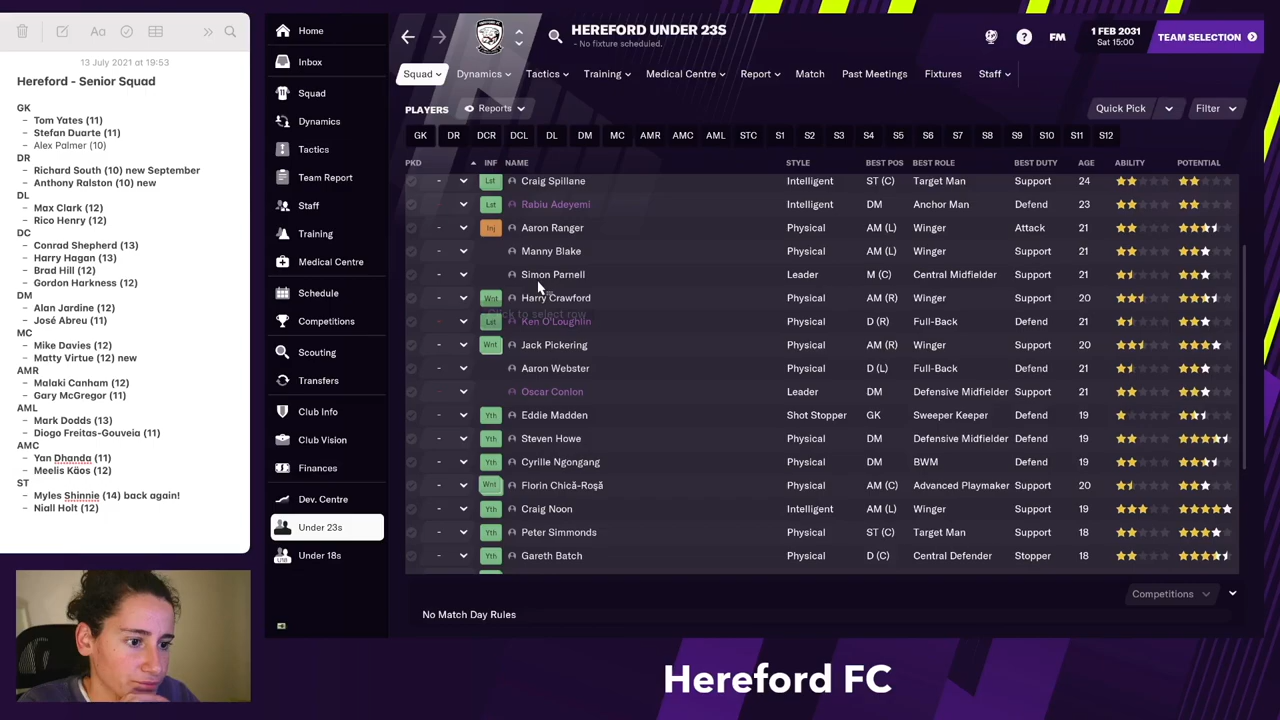 13 July 2021 at 19:53
Hereford - Senior Squad
GK
- Tom Yates (11)
- Stefan Duarte (11)
- Alex Palmer (10)
DR
- Richard South (10) new September
- Anthony Ralston (10) new
DL
- Max Clark (12)
- Rico Henry (12)
DC
- Conrad Shepherd (13)
- Harry Hagan (13)
- Brad Hill (12)
- Gordon Harkness (12)
DM
- Alan Jardine (12)
- José Abreu (11)
MC
- Mike Davies (12)
- Matty Virtue (12) new
AMR
- Malaki Canham (12)
- Gary McGregor (11)
AML
- Mark Dodds (13)
- Diogo Freitas-Gouveia (11)
AMC
- Yan Dhanda (11)
- Meelis Käos (12)
ST
- Myles Shinnie (14) back again!
- Niall Holt (12)
Home
Inbox
Squad
Dynamics
Tactics
Team Report
Staff
Training
Medical Centre
Schedule
Competitions
Scouting
Transfers
Club Info
Club Vision
Finances
Dev. Centre
Under 23s
Under 18s
HEREFORD UNDER 23S
- No fixture scheduled.
FM
1 FEB 2031
Sat 15:00
TEAM SELECTION
Squad Dynamics Tactics Training Medical Centre Report Match Past Meetings Fixtures Staff
PLAYERS Reports Quick Pick Filter
GK DR DCR DCL DL DM MC AMR AMC AML STC S1 S2 S3 S4 S5 S6 S7 S8 S9 S10 S11 S12
PKD INF NAME STYLE BEST POS BEST ROLE BEST DUTY AGE ABILITY POTENTIAL
- Lst Craig Spillane Intelligent ST (C) Target Man Support 24
- Lst Rabiu Adeyemi Intelligent DM Anchor Man Defend 23
- Inj Aaron Ranger Physical AM (L) Winger Attack 21
- Manny Blake Physical AM (L) Winger Support 21
- Simon Parnell Leader M (C) Central Midfielder Support 21
- Wnt Harry Crawford Physical AM (R) Winger Support 20
Click to select row
- Lst Ken O'Loughlin Physical D (R) Full-Back Support 21
- Wnt Jack Pickering Physical AM (R) Winger Support 20
- Aaron Webster Physical D (L) Full-Back Support 21
- Oscar Conlon Leader DM Defensive Midfielder Support 21
- Yth Eddie Madden Shot Stopper GK Sweeper Keeper Defend 19
- Yth Steven Howe Physical DM Defensive Midfielder Support 19
- Yth Cyrille Ngongang Physical DM BWM Defend 19
- Wnt Florin Chică-Roşă Physical AM (C) Advanced Playmaker Support 20
- Yth Craig Noon Intelligent AM (L) Winger Support 19
- Yth Peter Simmonds Physical ST (C) Target Man Support 18
- Yth Gareth Batch Physical D (C) Central Defender Stopper 18
Competitions
No Match Day Rules
Hereford FC